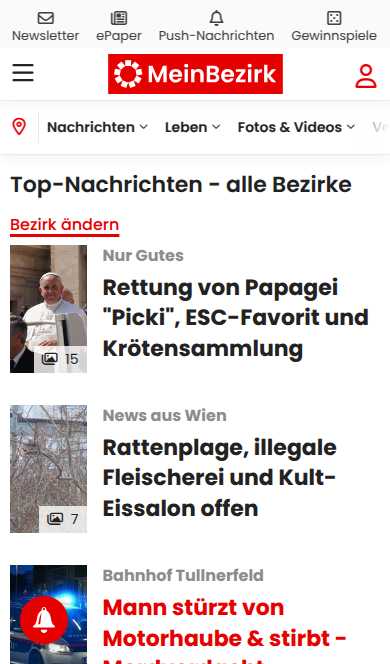 Newsletter
ePaper
Push-Nachrichten
Gewinnspiele
MeinBezirk
Nachrichten
Leben
Fotos & Videos
Top-Nachrichten - alle Bezirke
Bezirk ändern
Nur Gutes
Rettung von Papagei
"Picki", ESC-Favorit und
Krötensammlung
15
News aus Wien
Rattenplage, illegale
Fleischerei und Kult-
Eissalon offen
7
Bahnhof Tullnerfeld
Mann stürzt von
Motorhaube & stirbt -